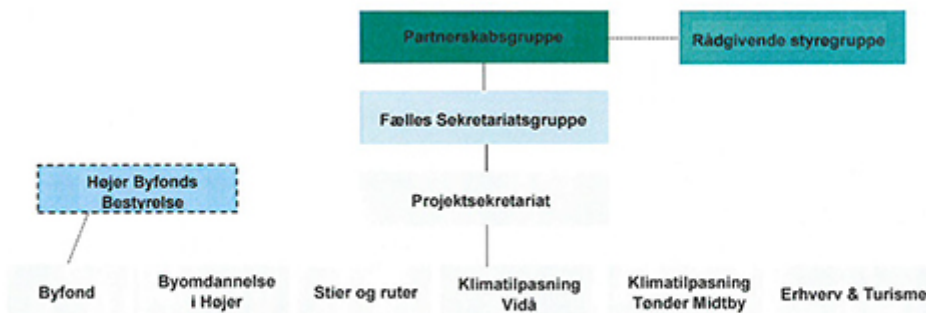 Partnerskabsgruppe
Rådgivende styregruppe
Fælles Sekretariatsgruppe
Højer Byfonds
Bestyrelse
Projektsekretariat
Byfond
Byomdannelse
i Højer
Stier og ruter
Klimatilpasning
Vidå
Klimatilpasning
Tønder Midtby
Erhverv & Turisme